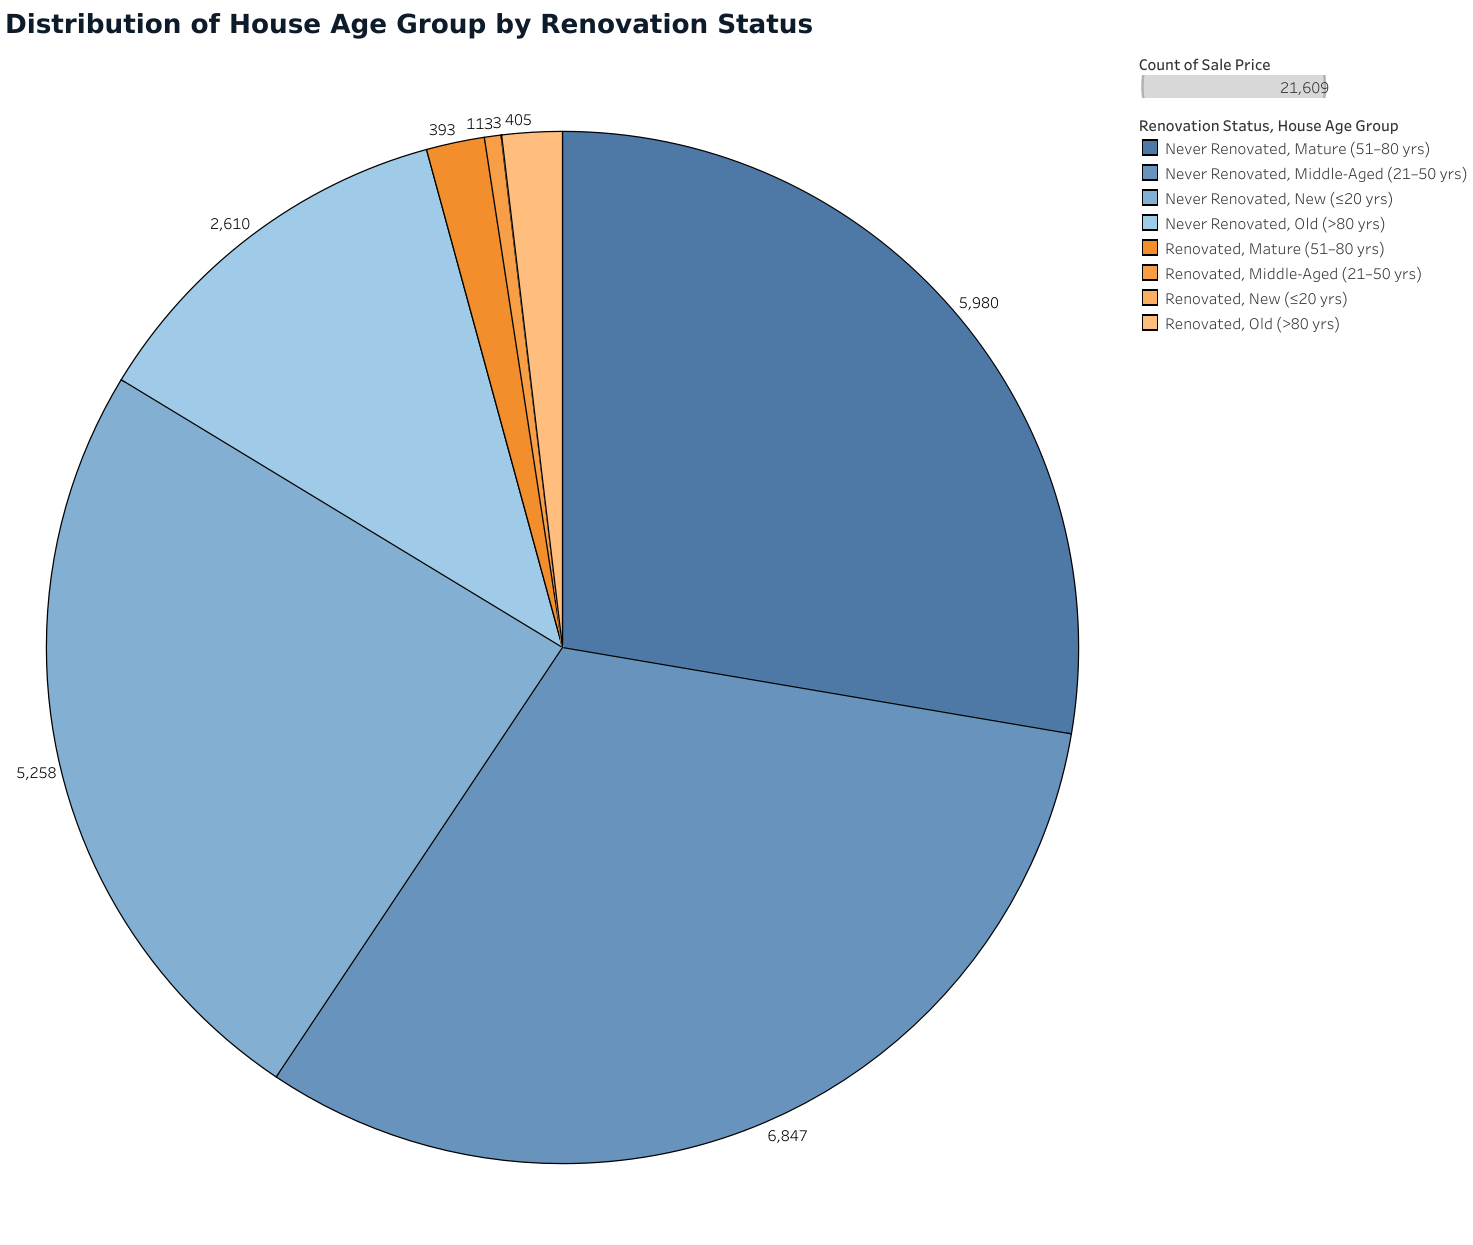 Distribution of House Age Group by Renovation Status
Count of Sale Price
21,609
Renovation Status, House Age Group
Never Renovated, Mature (51–80 yrs)
Never Renovated, Middle-Aged (21–50 yrs)
Never Renovated, New (≤20 yrs)
Never Renovated, Old (>80 yrs)
Renovated, Mature (51–80 yrs)
Renovated, Middle-Aged (21–50 yrs)
Renovated, New (≤20 yrs)
Renovated, Old (>80 yrs)
393 1133 405
2,610
5,980
5,258
6,847